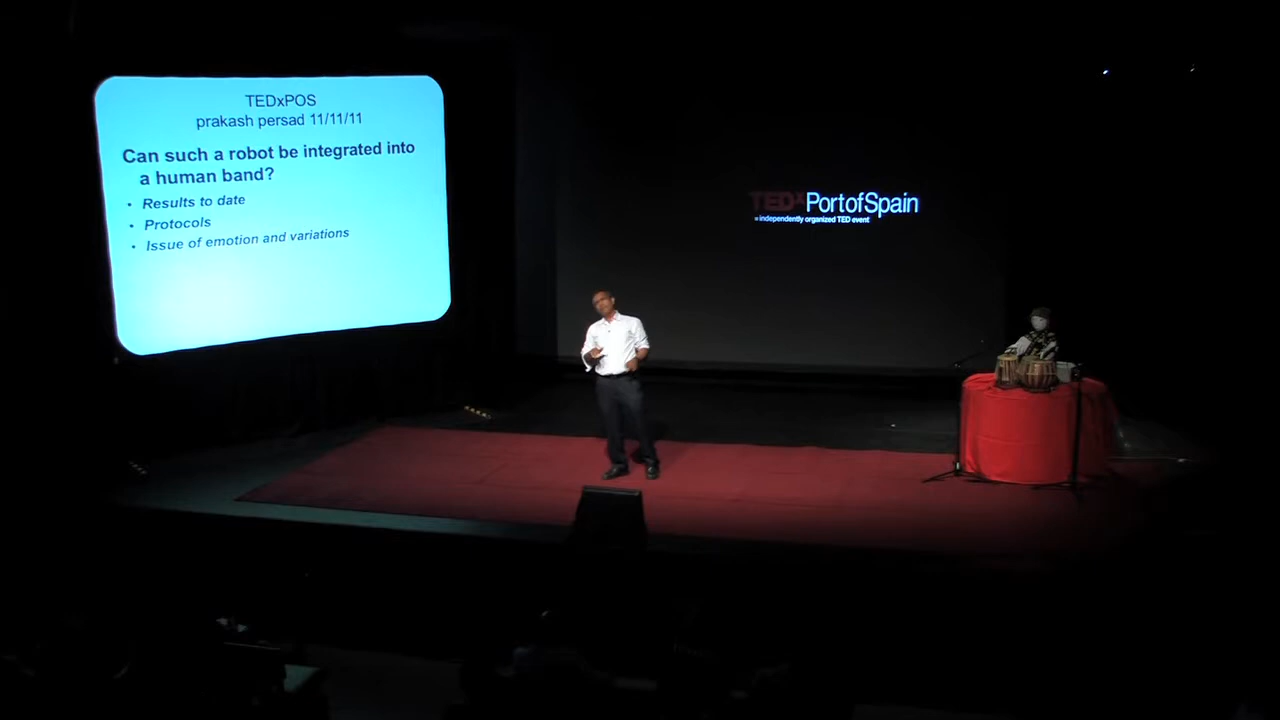 TEDxPOS
prakash persad 11/11/11
Can such a robot be integrated into
a human band?
• Results to date
• Protocols
• Issue of emotion and variations
TEDxPortofSpain
= independently organized TED event